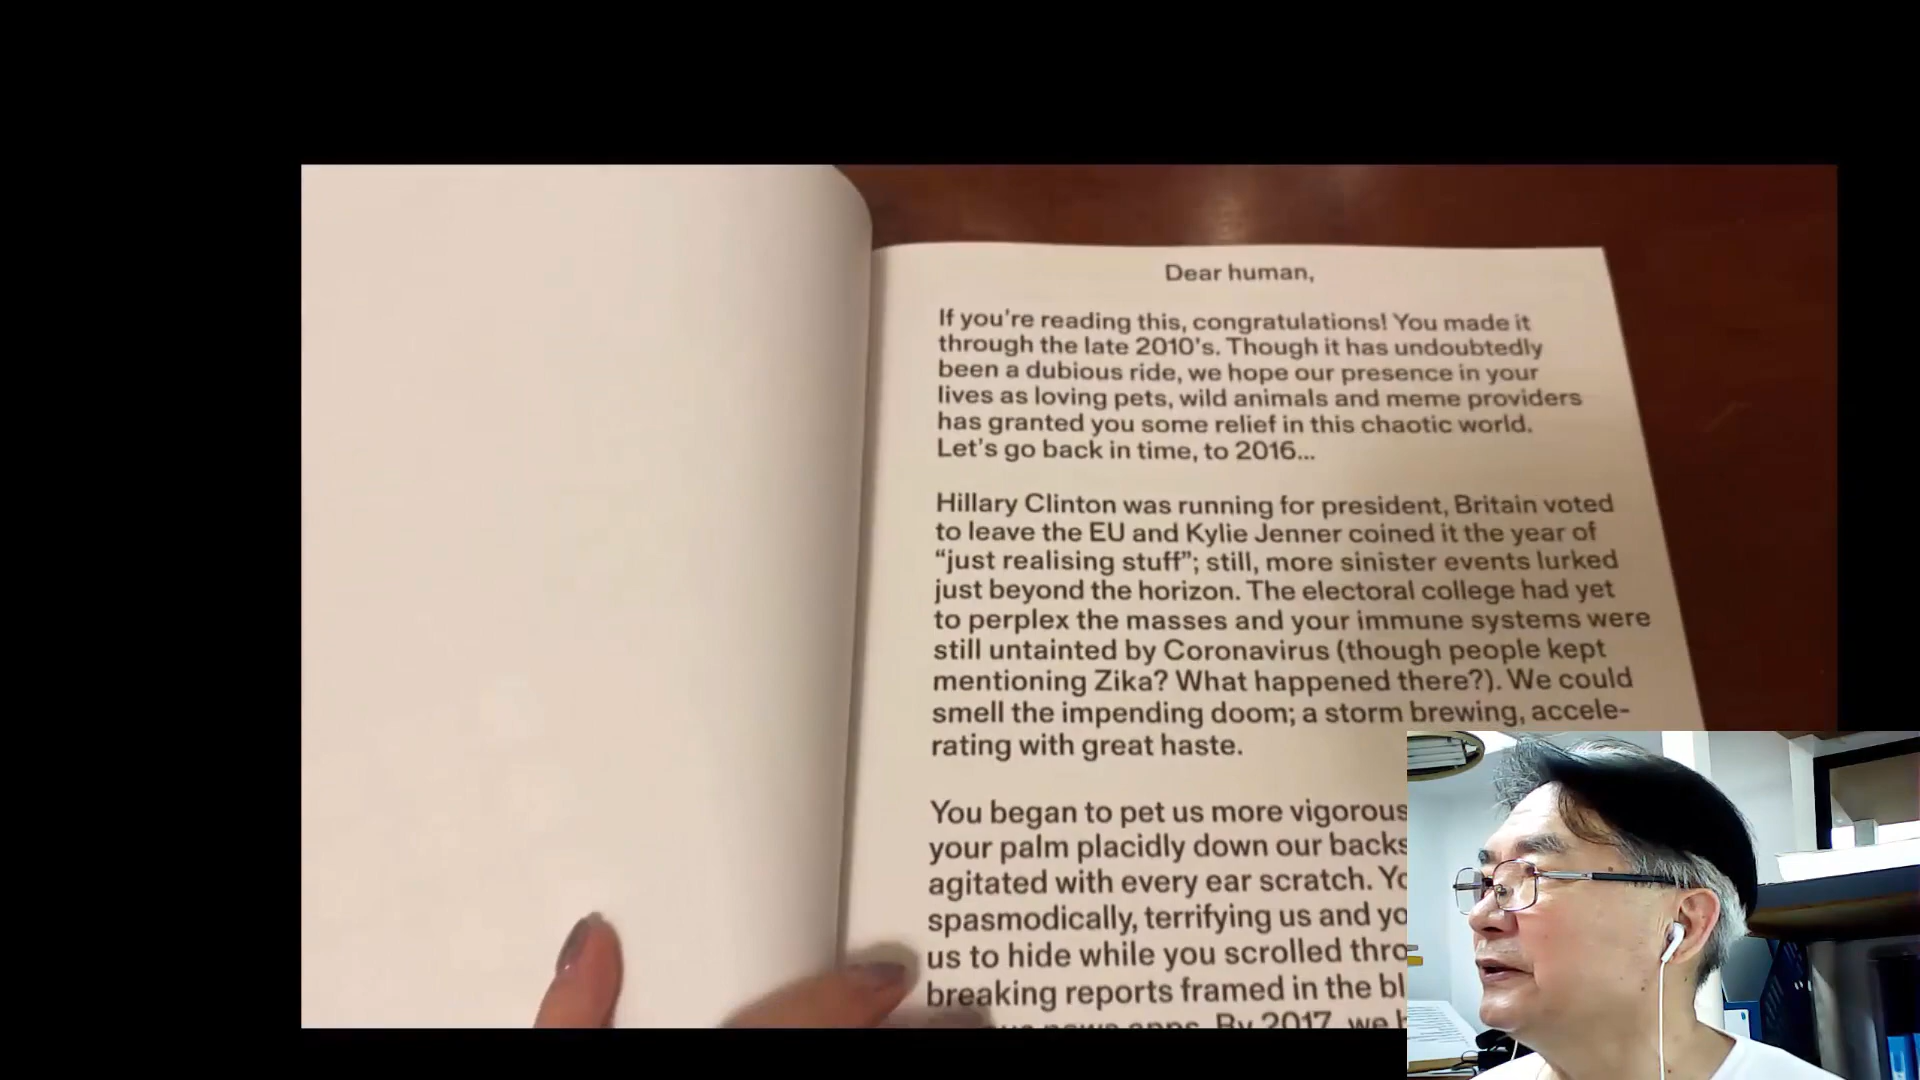 Dear human,
If you're reading this, congratulations! You made it
through the late 2010's. Though it has undoubtedly
been a dubious ride, we hope our presence in your
lives as loving pets, wild animals and meme providers
has granted you some relief in this chaotic world.
Let's go back in time, to 2016...
Hillary Clinton was running for president, Britain voted
to leave the EU and Kylie Jenner coined it the year of
“just realising stuff”; still, more sinister events lurked
just beyond the horizon. The electoral college had yet
to perplex the masses and your immune systems were
still untainted by Coronavirus (though people kept
mentioning Zika? What happened there?). We could
smell the impending doom; a storm brewing, accele-
rating with great haste.
You began to pet us more
your palm placidly down our backs
agitated with every ear scratch.
spasmodically, terrifying us and
us to hide while you scrolled
breaking reports framed in the
news apps. By 2017, we